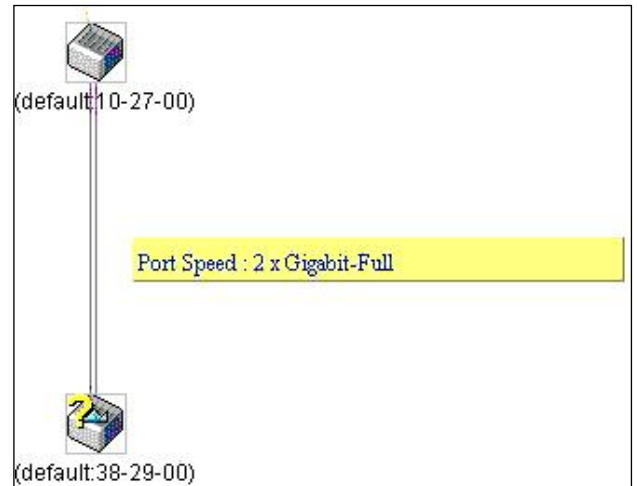 (default:10-27-00)
Port Speed : 2 x Gigabit-Full
?
(default:38-29-00)